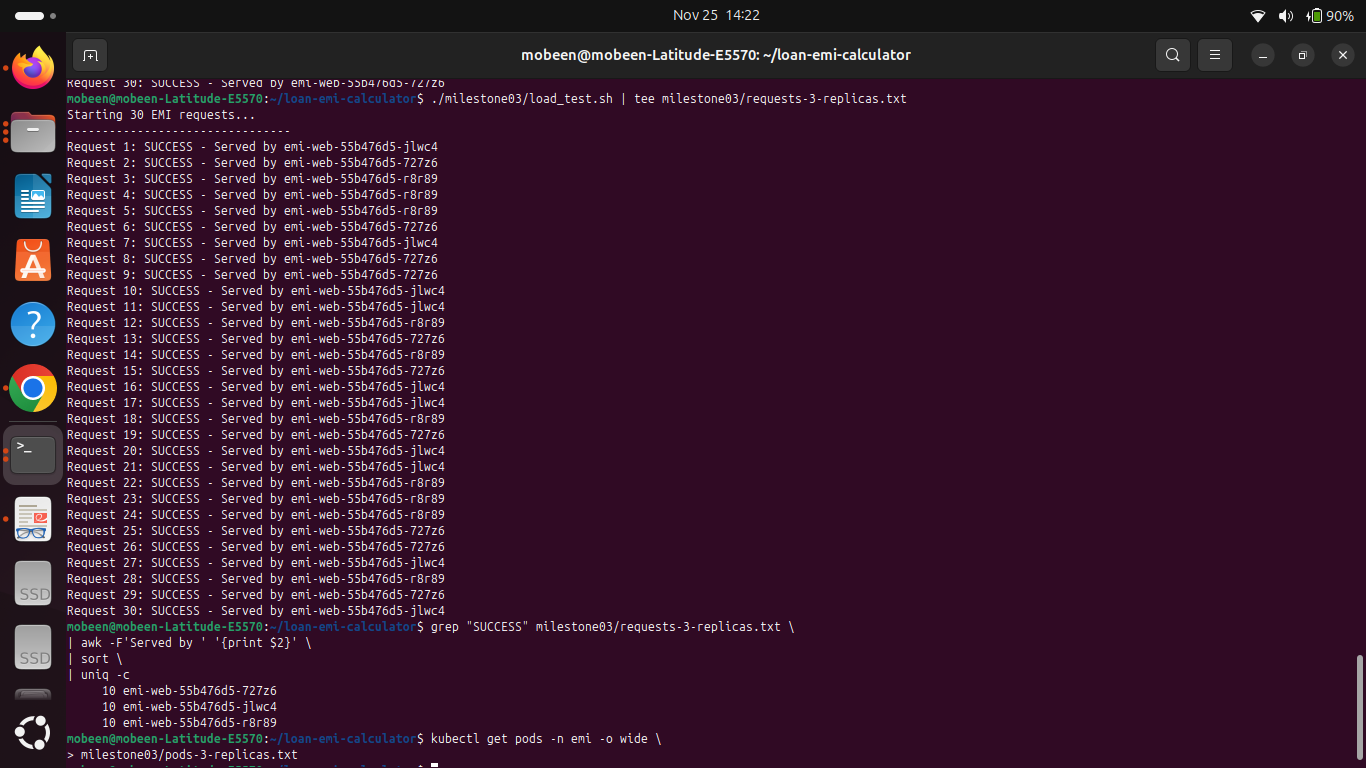 Nov 25 14:22
90%
mobeen@mobeen-Latitude-E5570: ~/loan-emi-calculator
Request 30: SUCCESS - Served by emi-web-55b476d5-727z6
mobeen@mobeen-Latitude-E5570:~/loan-emi-calculator$ ./milestone03/load_test.sh | tee milestone03/requests-3-replicas.txt
Starting 30 EMI requests...
--------------------------------
Request 1: SUCCESS - Served by emi-web-55b476d5-jlwc4
Request 2: SUCCESS - Served by emi-web-55b476d5-727z6
Request 3: SUCCESS - Served by emi-web-55b476d5-r8r89
Request 4: SUCCESS - Served by emi-web-55b476d5-r8r89
Request 5: SUCCESS - Served by emi-web-55b476d5-r8r89
Request 6: SUCCESS - Served by emi-web-55b476d5-727z6
Request 7: SUCCESS - Served by emi-web-55b476d5-jlwc4
Request 8: SUCCESS - Served by emi-web-55b476d5-727z6
Request 9: SUCCESS - Served by emi-web-55b476d5-727z6
Request 10: SUCCESS - Served by emi-web-55b476d5-jlwc4
Request 11: SUCCESS - Served by emi-web-55b476d5-jlwc4
Request 12: SUCCESS - Served by emi-web-55b476d5-r8r89
Request 13: SUCCESS - Served by emi-web-55b476d5-727z6
Request 14: SUCCESS - Served by emi-web-55b476d5-r8r89
Request 15: SUCCESS - Served by emi-web-55b476d5-727z6
Request 16: SUCCESS - Served by emi-web-55b476d5-jlwc4
Request 17: SUCCESS - Served by emi-web-55b476d5-jlwc4
Request 18: SUCCESS - Served by emi-web-55b476d5-r8r89
Request 19: SUCCESS - Served by emi-web-55b476d5-727z6
Request 20: SUCCESS - Served by emi-web-55b476d5-jlwc4
Request 21: SUCCESS - Served by emi-web-55b476d5-jlwc4
Request 22: SUCCESS - Served by emi-web-55b476d5-r8r89
Request 23: SUCCESS - Served by emi-web-55b476d5-r8r89
Request 24: SUCCESS - Served by emi-web-55b476d5-r8r89
Request 25: SUCCESS - Served by emi-web-55b476d5-727z6
Request 26: SUCCESS - Served by emi-web-55b476d5-727z6
Request 27: SUCCESS - Served by emi-web-55b476d5-jlwc4
Request 28: SUCCESS - Served by emi-web-55b476d5-r8r89
Request 29: SUCCESS - Served by emi-web-55b476d5-727z6
Request 30: SUCCESS - Served by emi-web-55b476d5-jlwc4
mobeen@mobeen-Latitude-E5570:~/loan-emi-calculator$ grep "SUCCESS" milestone03/requests-3-replicas.txt \
| awk -F'Served by ' '{print $2}' \
| sort \
| uniq -c
     10 emi-web-55b476d5-727z6
     10 emi-web-55b476d5-jlwc4
     10 emi-web-55b476d5-r8r89
mobeen@mobeen-Latitude-E5570:~/loan-emi-calculator$ kubectl get pods -n emi -o wide \
> milestone03/pods-3-replicas.txt
mobeen@mobeen-Latitude-E5570:~/loan-emi-calculator$
SSD
SSD